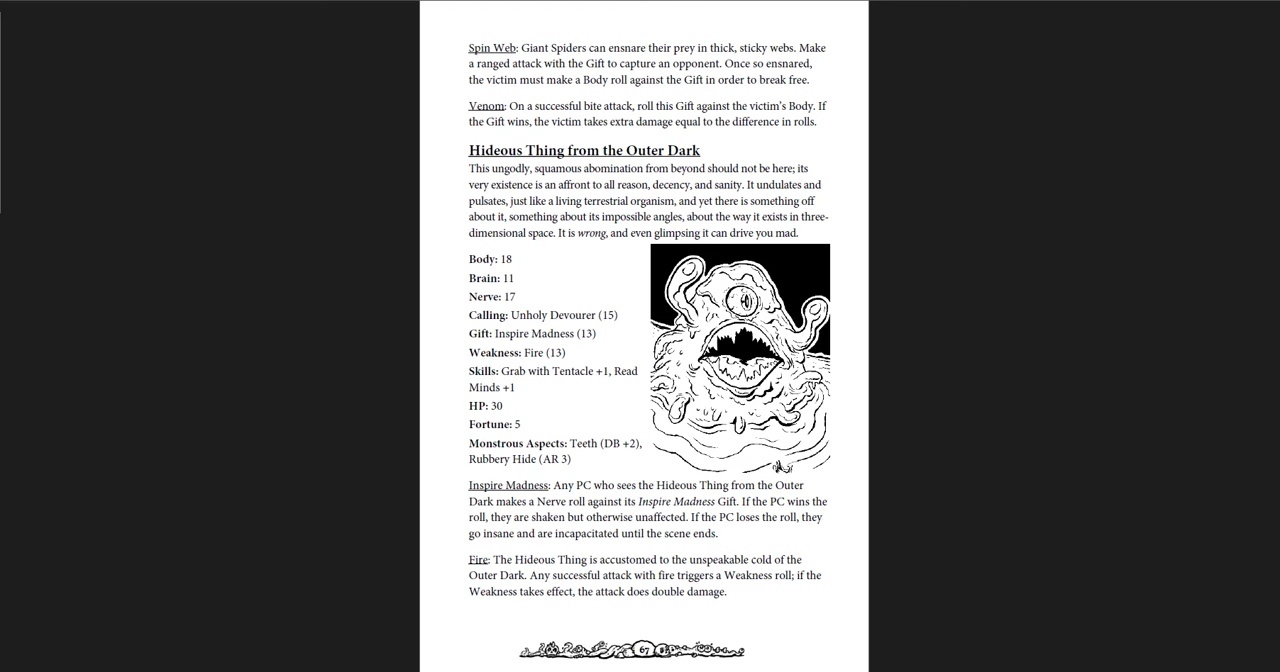 Spin Web: Giant Spiders can ensnare their prey in thick, sticky webs. Make
a ranged attack with the Gift to capture an opponent. Once so ensnared,
the victim must make a Body roll against the Gift in order to break free.
Venom: On a successful bite attack, roll this Gift against the victim's Body. If
the Gift wins, the victim takes extra damage equal to the difference in rolls.
Hideous Thing from the Outer Dark
This ungodly, squamous abomination from beyond should not be here; its
very existence is an affront to all reason, decency, and sanity. It undulates and
pulsates, just like a living terrestrial organism, and yet there is something off
about it, something about its impossible angles, about the way it exists in three-
dimensional space. It is wrong, and even glimpsing it can drive you mad.
Body: 18
Brain: 11
Nerve: 17
Calling: Unholy Devourer (15)
Gift: Inspire Madness (13)
Weakness: Fire (13)
Skills: Grab with Tentacle +1, Read
Minds +1
HP: 30
Fortune: 5
Monstrous Aspects: Teeth (DB +2),
Rubbery Hide (AR 3)
Inspire Madness: Any PC who sees the Hideous Thing from the Outer
Dark makes a Nerve roll against its Inspire Madness Gift. If the PC wins the
roll, they are shaken but otherwise unaffected. If the PC loses the roll, they
go insane and are incapacitated until the scene ends.
Fire: The Hideous Thing is accustomed to the unspeakable cold of the
Outer Dark. Any successful attack with fire triggers a Weakness roll; if the
Weakness takes effect, the attack does double damage.
67